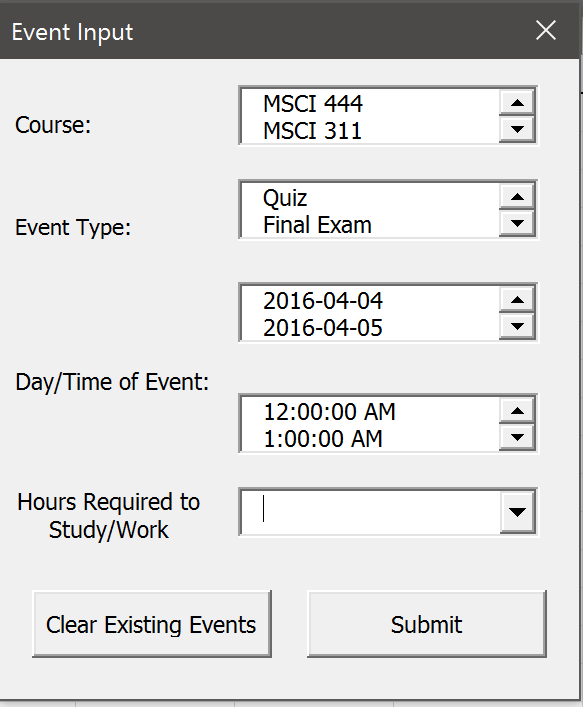 Event Input
Course:
MSCI 444
MSCI 311
Event Type:
Quiz
Final Exam
2016-04-04
2016-04-05
Day/Time of Event:
12:00:00 AM
1:00:00 AM
Hours Required to
Study/Work
Clear Existing Events
Submit